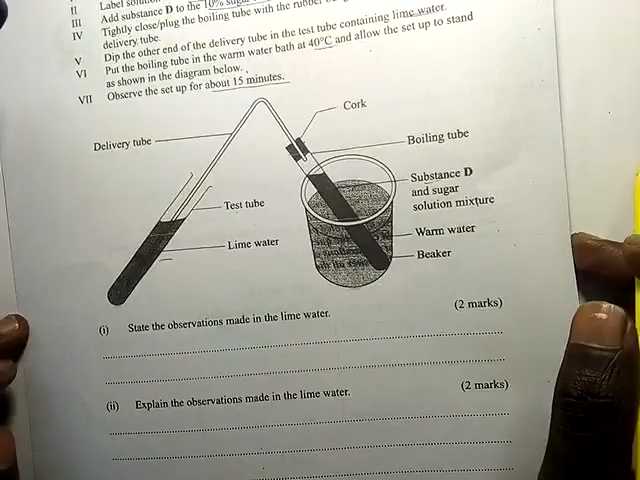 II Label
III Add substance D to the 10% sugar
IV Tightly close/plug the boiling tube with the rubber
delivery tube.
V Dip the other end of the delivery tube in the test tube containing lime water.
VI Put the boiling tube in the warm water bath at 40°C and allow the set up to stand
as shown in the diagram below.
VII Observe the set up for about 15 minutes.
Cork
Delivery tube
Boiling tube
Substance D
and sugar
solution mixture
Test tube
Warm water
Lime water
Beaker
(i) State the observations made in the lime water. (2 marks)
(ii) Explain the observations made in the lime water. (2 marks)